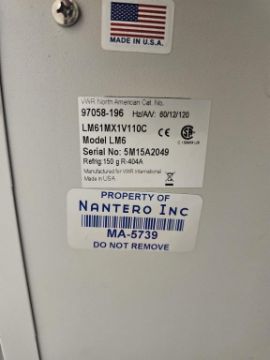 MADE IN U.S.A.
VWR North American Cat. No.
97058-196 Hz/A/V: 60/12/120
LM61MX1V110C
Model LM6
Serial No: 5M15A2049
Refrig: 150 g R-404A
Manufactured for VWR International
Made in USA
CE
PROPERTY OF
NANTERO INC
MA-5739
DO NOT REMOVE